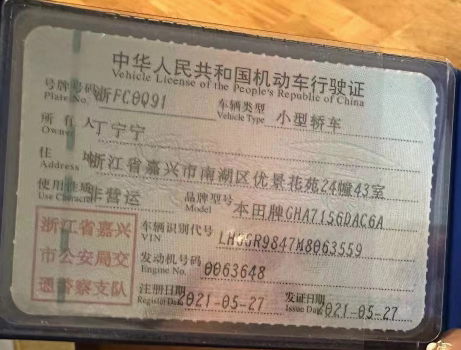 中华人民共和国机动车行驶证
Vehicle License of the People's Republic of China
号牌号码 浙FC0Q91 车辆类型 小型轿车
Plate No. Vehicle Type
所有人 丁宁宁
Owner
住址 浙江省嘉兴市南湖区优景花苑24幢43室
Address
使用性质 非营运 品牌型号 本田牌GHA7156DAC6A
Use Character Model
浙江省嘉兴 车辆识别代号
市公安局交 VIN
通警察支队 发动机号码 0063648
Engine No.
注册日期 2021-05-27 发证日期 2021-05-27
Register Date Issue Date